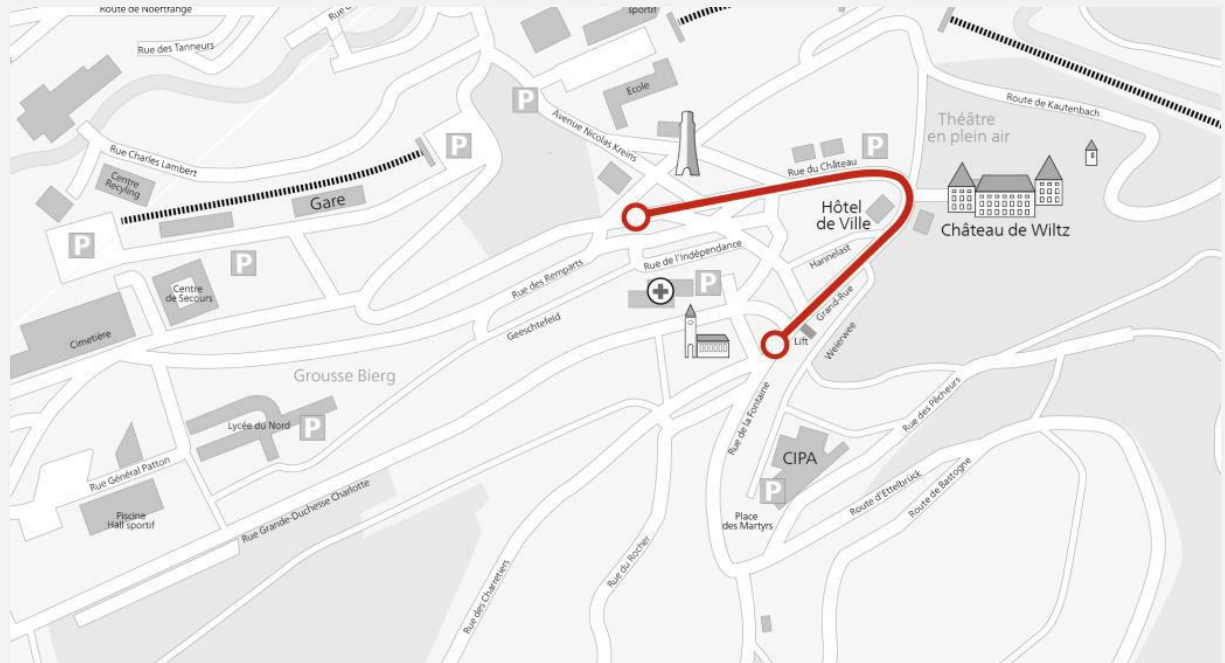 Route de Noertrange
Rue des Tanneurs
sportif
Ecole
P
Avenue Nicolas Kreins
Route de Kautenbach
Théâtre
en plein air
P
P
Rue Charles Lambert
Centre
Recyling
Gare
Rue du Château
Hôtel
de Ville
Château de Wiltz
P
P
Centre
de Secours
Rue de l'Indépendance
Hannelast
Rue des Remparts
P
Grand-Rue
Cimetière
Geeschtefeld
Lift
Weierwee
Grousse Bierg
Rue de la Fontaine
Rue des Pêcheurs
Lycée du Nord
P
CIPA
Rue Général Patton
P
Route d'Ettelbrück
Route de Bastogne
Piscine
Hall sportif
Rue Grande-Duchesse Charlotte
Place
des Martyrs
Rue des Charretiers
Rue du Rocher